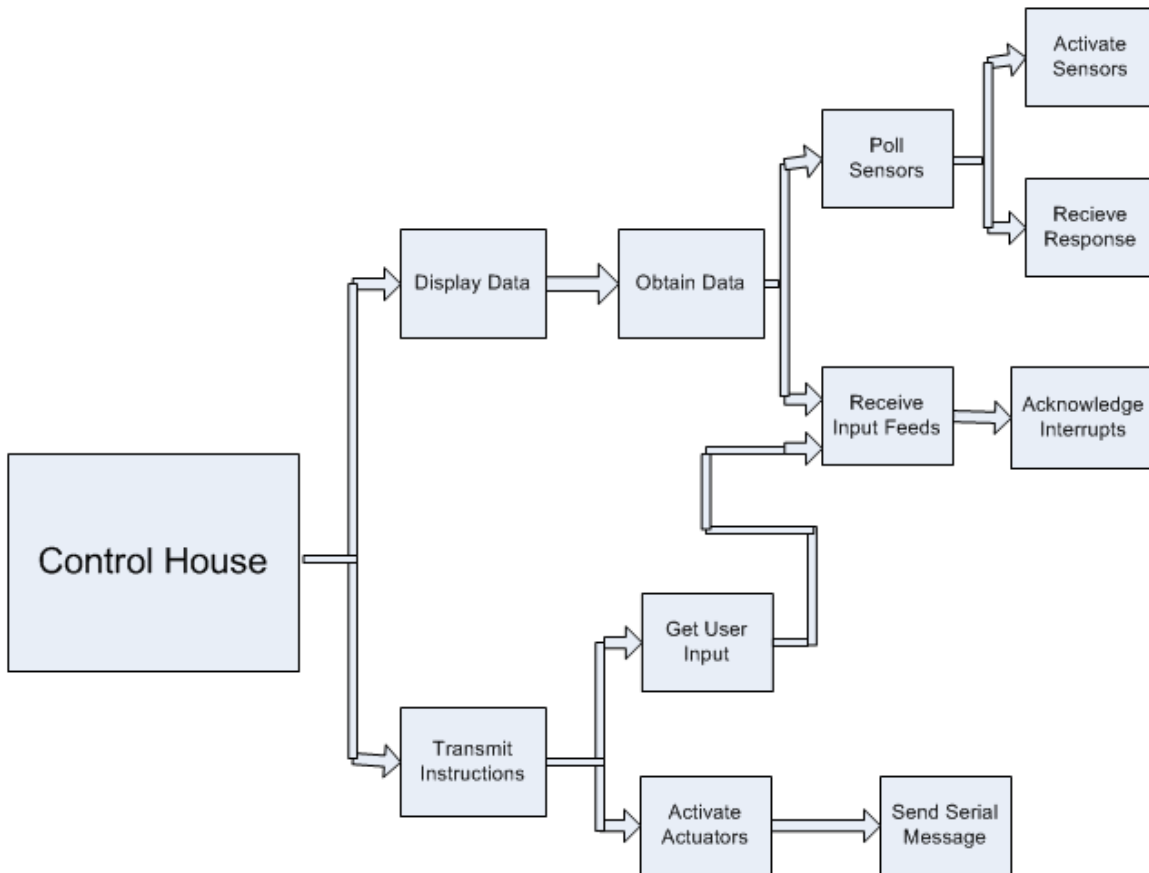 Activate
Sensors
Poll
Sensors
Recieve
Response
Display Data
Obtain Data
Receive
Input Feeds
Acknowledge
Interrupts
Control House
Get User
Input
Transmit
Instructions
Activate
Actuators
Send Serial
Message